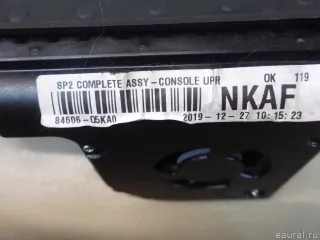 SP2 COMPLETE ASSY-CONSOLE UPR OK 119
NKAF
84606-Q5KA0 2019-12-27 10:15:23
eaural.ru